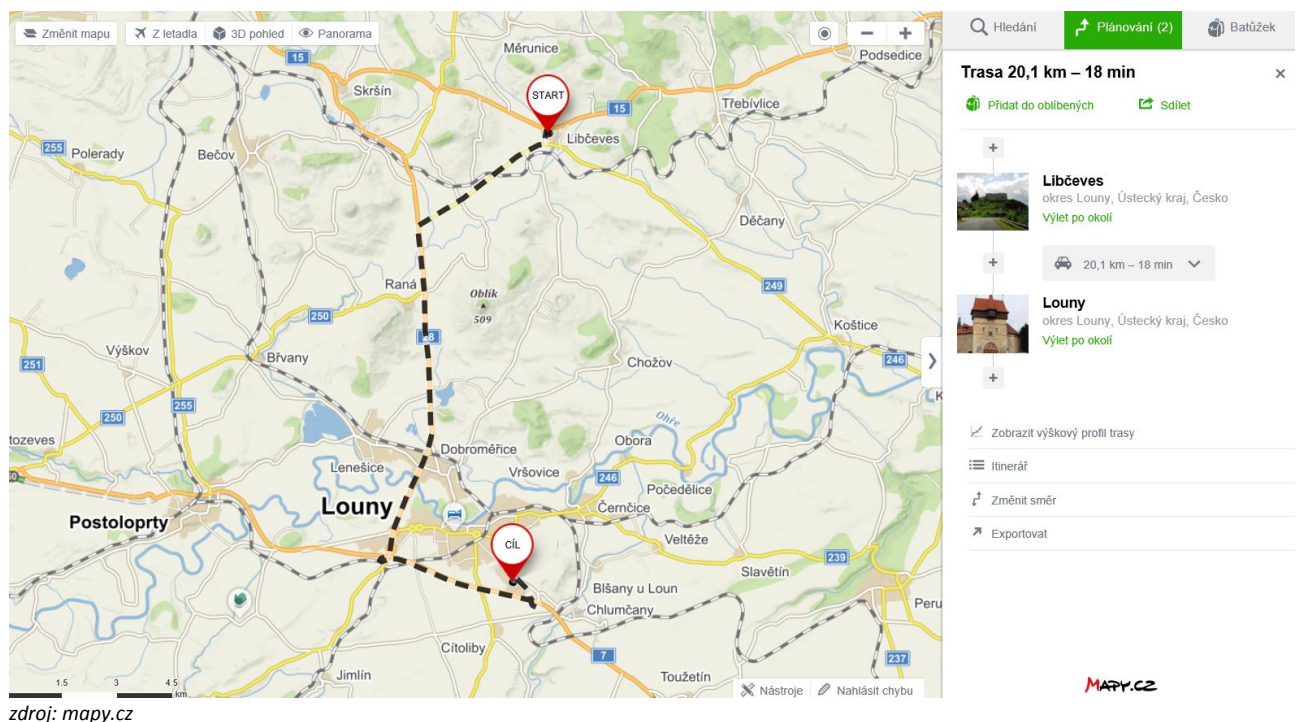 Změnit mapu
Z letadla
3D pohled
Panorama
Hledání
Plánování (2)
Batůžek
Trasa 20,1 km – 18 min
Přidat do oblíbených
Sdílet
Libčeves
okres Louny, Ústecký kraj, Česko
Výlet po okolí
20,1 km – 18 min
Louny
okres Louny, Ústecký kraj, Česko
Výlet po okolí
Zobrazit výškový profil trasy
Itinerář
Změnit směr
Exportovat
MAPY.CZ
Měrunice
Podsedice
15
Skršín
START
15
Třebívlice
Libčeves
255
Polerady
Bečov
Děčany
Raná
Oblík
509
249
250
Koštice
28
Výškov
Břvany
Chožov
246
251
255
250
Ohře
tozeves
Dobroměřice
Obora
Lenešice
Vršovice
246
Počedělice
Louny
Černčice
Postoloprty
CÍL
Veltěže
239
Slavětín
Blšany u Loun
Chlumčany
Peru
Cítoliby
7
237
Jimlín
Toužetín
1.5 3 4.5
km
Nástroje
Nahlásit chybu
zdroj: mapy.cz